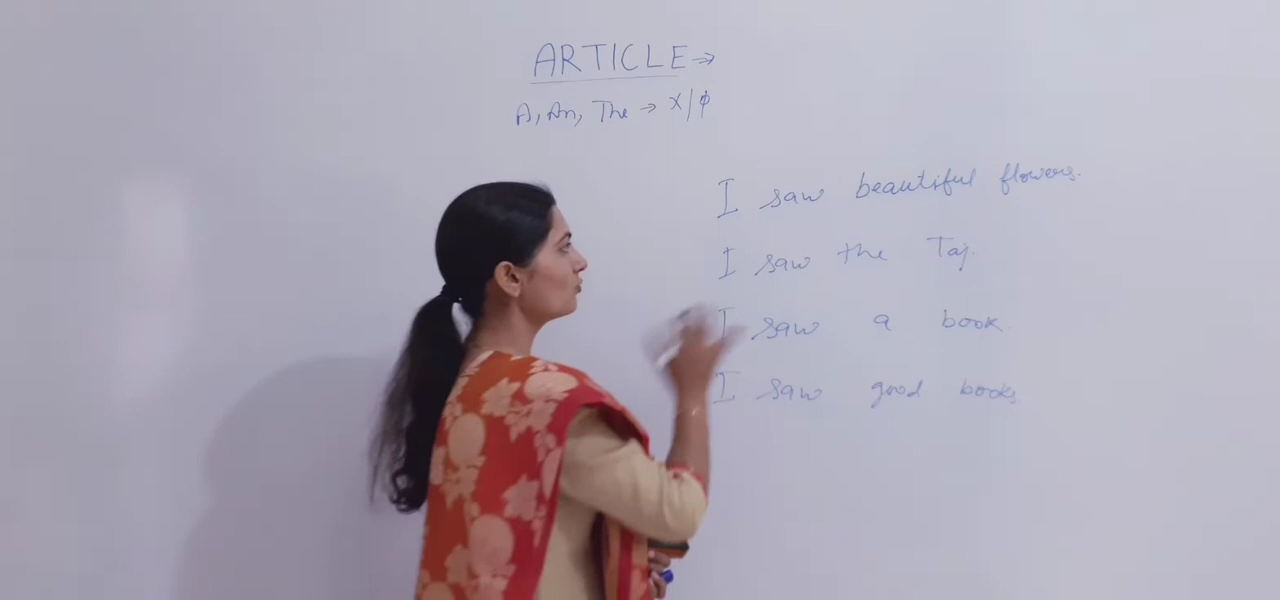 ARTICLE →
A, An, The → X/ϕ
I saw beautiful flowers.
I saw the Taj.
I saw a book.
I saw good books